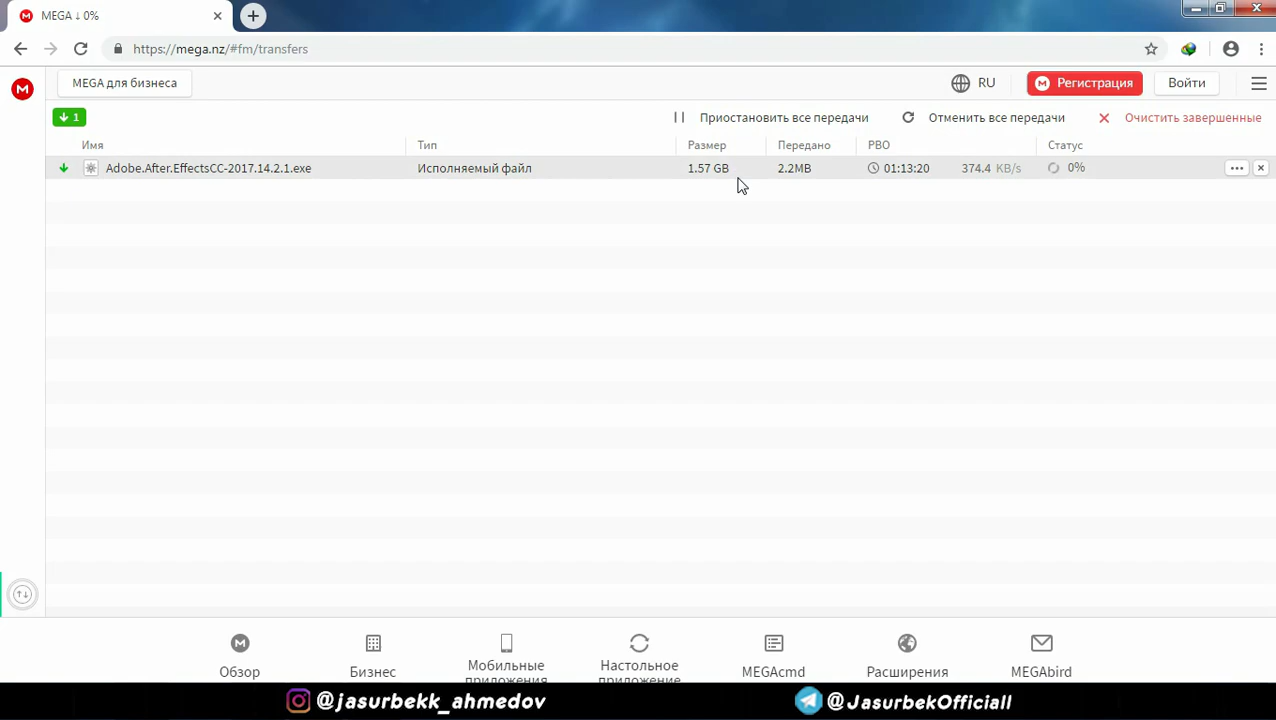 MEGA ↓ 0%
https://mega.nz/#fm/transfers
MEGA для бизнеса
RU
Регистрация
Войти
↓ 1
Приостановить все передачи
Отменить все передачи
Очистить завершенные
Имя Тип Размер Передано РВО Статус
Adobe.After.EffectsCC-2017.14.2.1.exe Исполняемый файл 1.57 GB 2.2MB 01:13:20 374.4 KB/s 0%
Обзор
Бизнес
Мобильные
приложения
Настольное
приложение
MEGAcmd
Расширения
MEGAbird
@jasurbekk_ahmedov
@JasurbekOfficiall